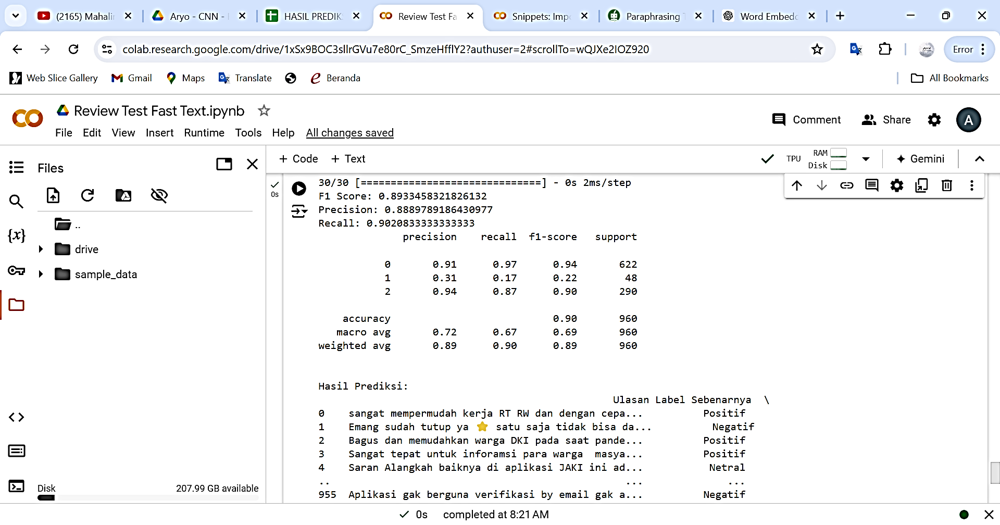 (2165) Mahali
Aryo - CNN -
HASIL PREDIK
Review Test Fa
Snippets: Imp
Paraphrasing T
Word Embedd
colab.research.google.com/drive/1xSx9BOC3sllrGVu7e80rC_SmzeHfflY2?authuser=2#scrollTo=wQJXe2IOZ920
Error
Web Slice Gallery
Gmail
Maps
Translate
Beranda
All Bookmarks
Review Test Fast Text.ipynb
Comment
Share
A
File Edit View Insert Runtime Tools Help All changes saved
Files
+ Code + Text
TPU
RAM
Disk
Gemini
..
drive
sample_data
{x}
Disk 207.99 GB available
0s
30/30 [==============================] - 0s 2ms/step
F1 Score: 0.8933458321826132
Precision: 0.8889789186430977
Recall: 0.9020833333333333
precision recall f1-score support
0 0.91 0.97 0.94 622
1 0.31 0.17 0.22 48
2 0.94 0.87 0.90 290
accuracy 0.90 960
macro avg 0.72 0.67 0.69 960
weighted avg 0.89 0.90 0.89 960
Hasil Prediksi:
Ulasan Label Sebenarnya \
0 sangat mempermudah kerja RT RW dan dengan cepa... Positif
1 Emang sudah tutup ya ⭐ satu saja tidak bisa da... Negatif
2 Bagus dan memudahkan warga DKI pada saat pande... Positif
3 Sangat tepat untuk inforamsi para warga masya... Positif
4 Saran Alangkah baiknya di aplikasi JAKI ini ad... Netral
.. ... ...
955 Aplikasi gak berguna verifikasi by email gak a... Negatif
0s completed at 8:21 AM